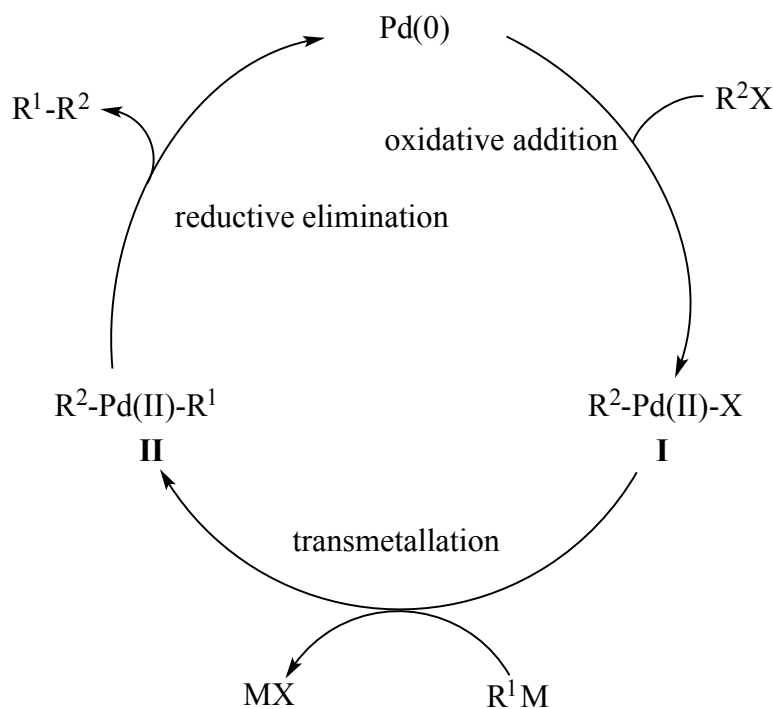 Pd(0)
R²X
R¹-R²
oxidative addition
reductive elimination
R²-Pd(II)-R¹
II
R²-Pd(II)-X
I
transmetallation
MX
R¹M